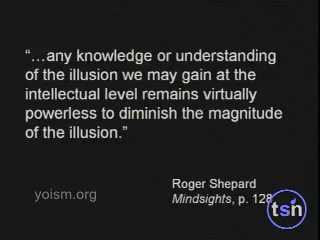 “…any knowledge or understanding
of the illusion we may gain at the
intellectual level remains virtually
powerless to diminish the magnitude
of the illusion.”
Roger Shepard
Mindsights, p. 128
yoism.org
tsn